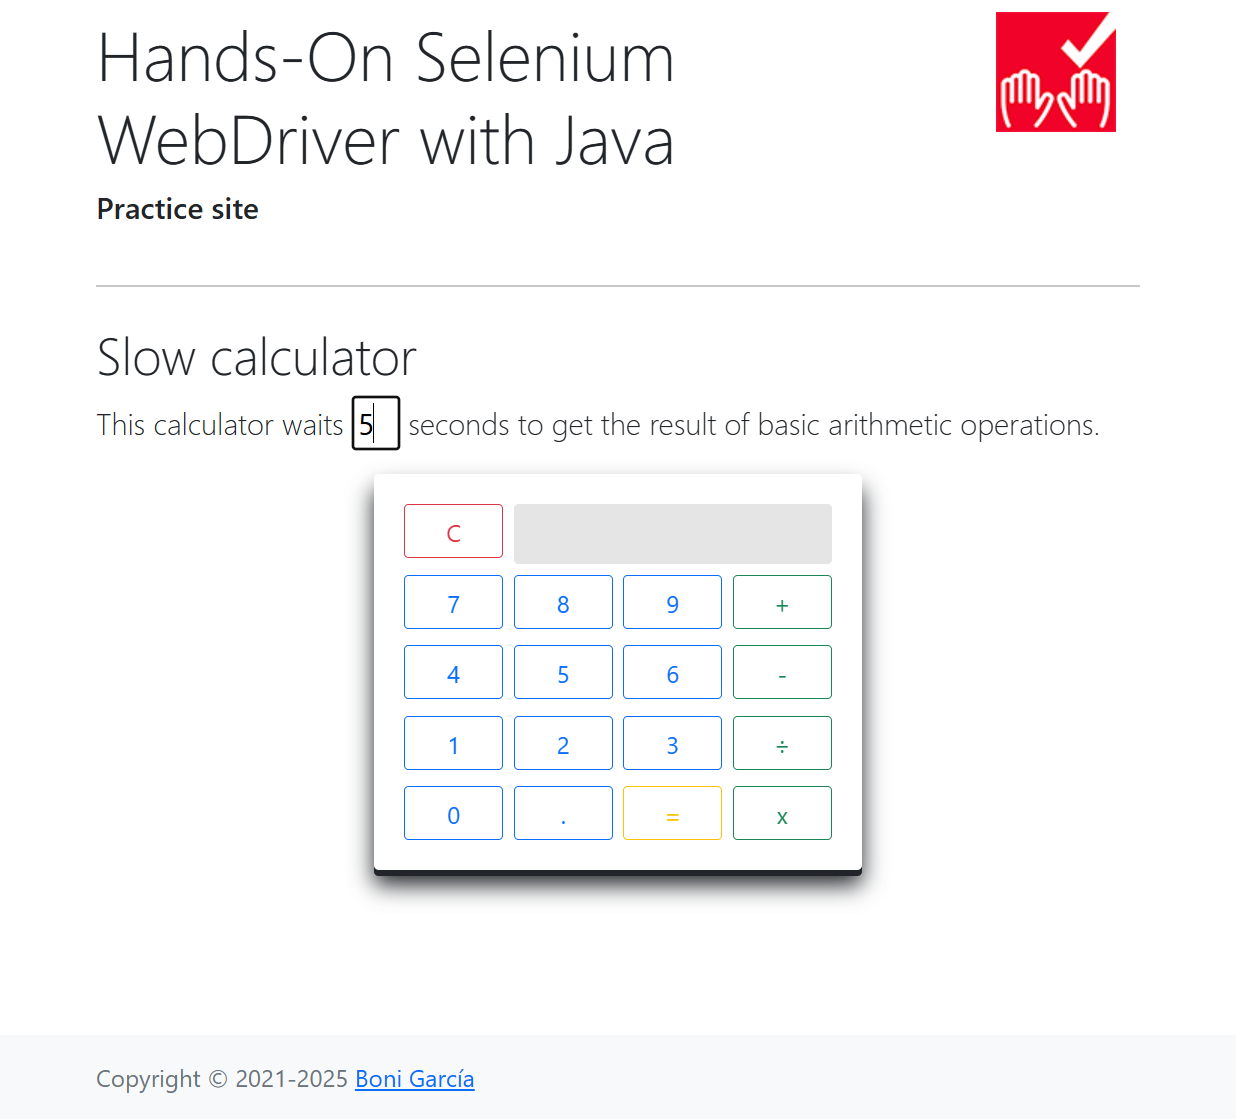 Hands-On Selenium
WebDriver with Java
Practice site
Slow calculator
This calculator waits 5 seconds to get the result of basic arithmetic operations.
C
7 8 9 +
4 5 6 -
1 2 3 ÷
0 . = x
Copyright © 2021-2025 Boni García